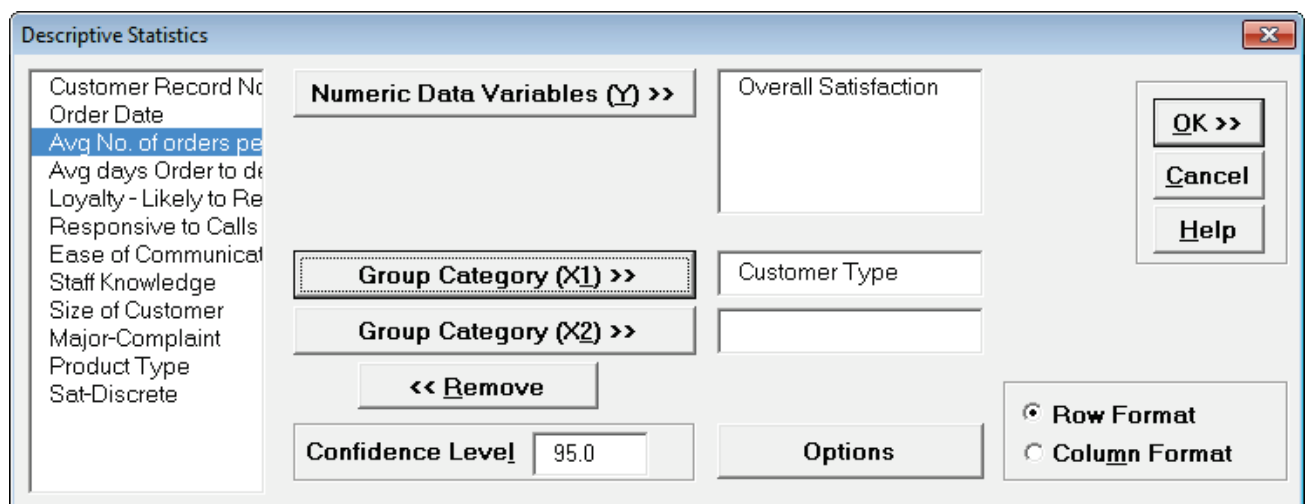 Descriptive Statistics
Customer Record No
Order Date
Avg No. of orders pe
Avg days Order to de
Loyalty - Likely to Re
Responsive to Calls
Ease of Communicat
Staff Knowledge
Size of Customer
Major-Complaint
Product Type
Sat-Discrete
Numeric Data Variables (Y) >>
Overall Satisfaction
Group Category (X1) >>
Customer Type
Group Category (X2) >>
<< Remove
Confidence Level 95.0
Options
OK >>
Cancel
Help
Row Format
Column Format